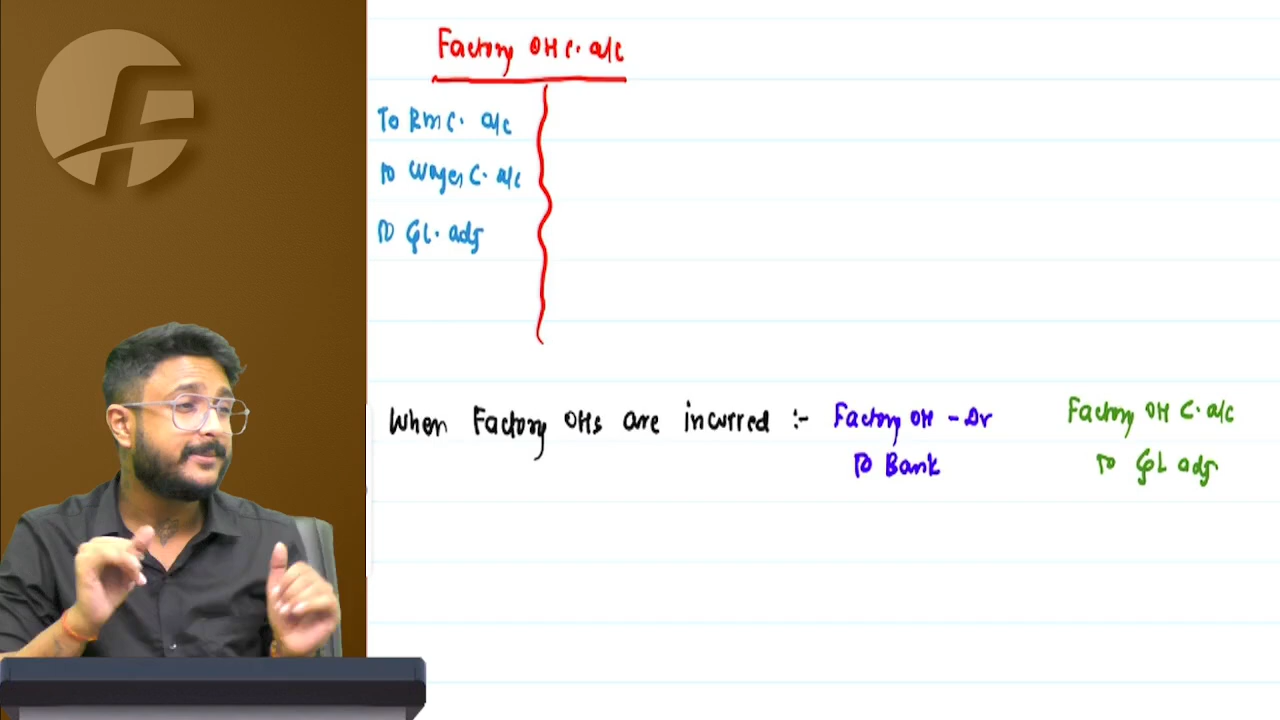 Factory OH C. a/c
To RmC. a/c
To Wages C. a/c
To GL. adj
When Factory OHs are incurred :- Factory OH - Dr
To Bank
Factory OH C. a/c
To GL adj